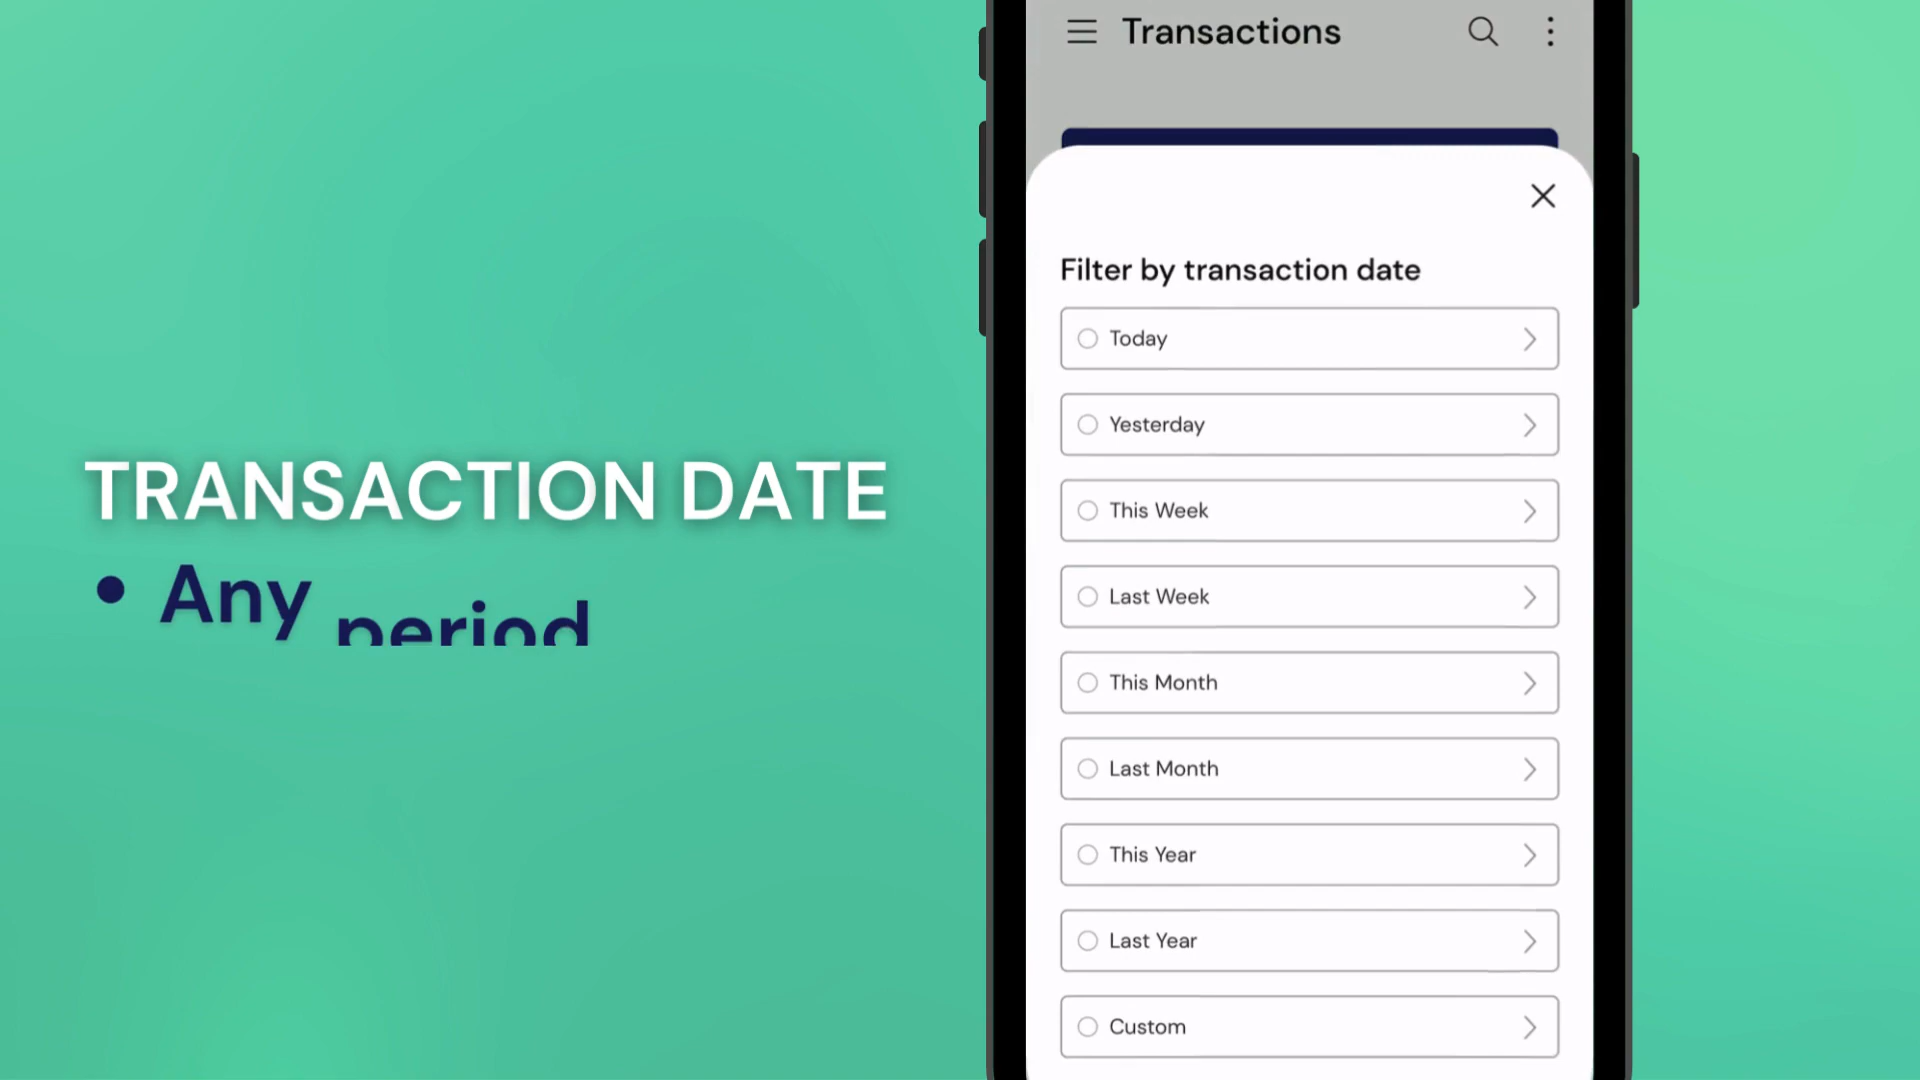 TRANSACTION DATE
• Any period
Transactions
Filter by transaction date
Today
Yesterday
This Week
Last Week
This Month
Last Month
This Year
Last Year
Custom